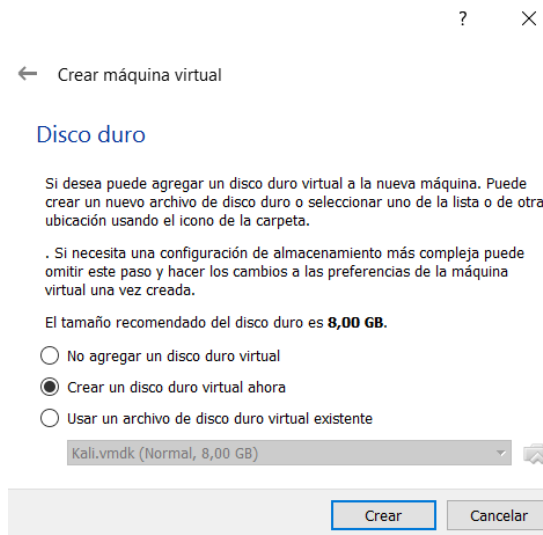 ?
Crear máquina virtual
Disco duro
Si desea puede agregar un disco duro virtual a la nueva máquina. Puede
crear un nuevo archivo de disco duro o seleccionar uno de la lista o de otra
ubicación usando el icono de la carpeta.
. Si necesita una configuración de almacenamiento más compleja puede
omitir este paso y hacer los cambios a las preferencias de la máquina
virtual una vez creada.
El tamaño recomendado del disco duro es 8,00 GB.
No agregar un disco duro virtual
Crear un disco duro virtual ahora
Usar un archivo de disco duro virtual existente
Kali.vmdk (Normal, 8,00 GB)
Crear
Cancelar